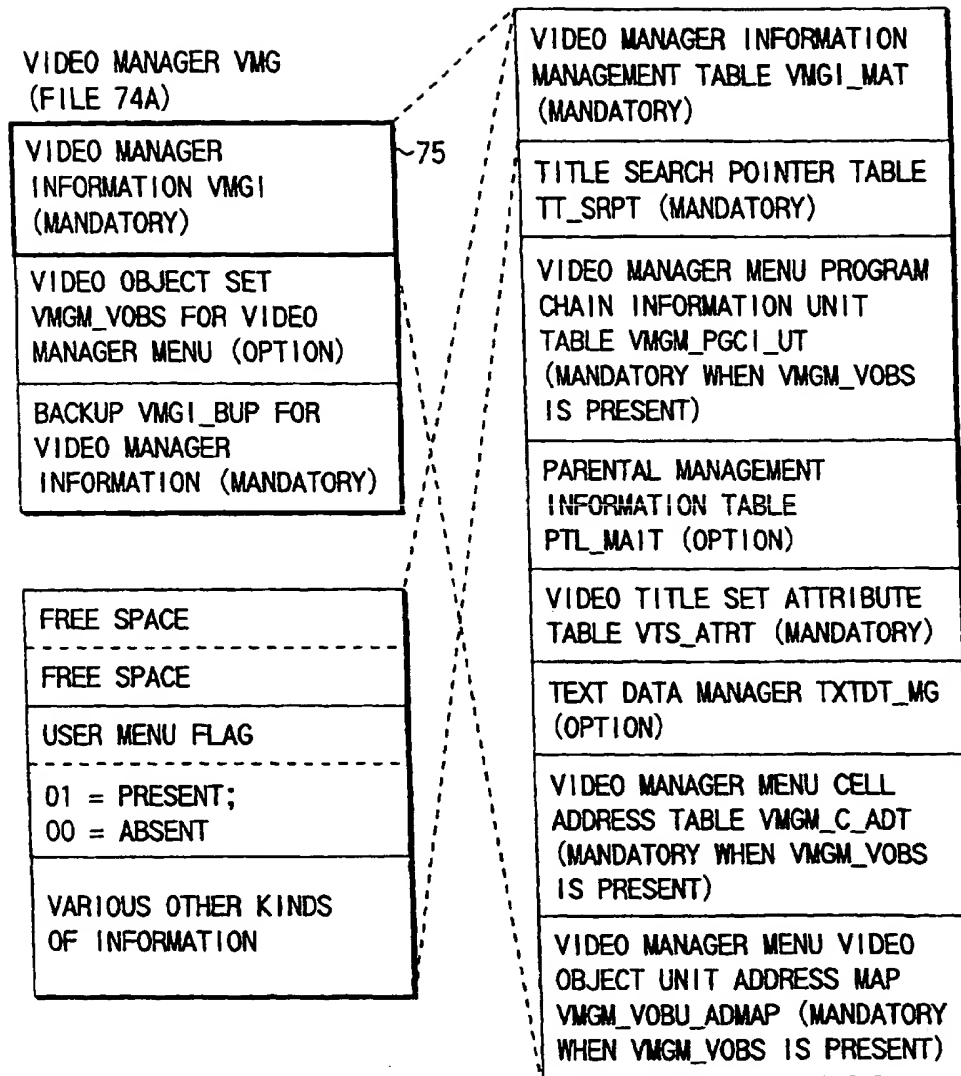 VIDEO MANAGER VMG
(FILE 74A)
VIDEO MANAGER
INFORMATION VMGI
(MANDATORY)
75
VIDEO OBJECT SET
VMGM_VOBS FOR VIDEO
MANAGER MENU (OPTION)
BACKUP VMGI_BUP FOR
VIDEO MANAGER
INFORMATION (MANDATORY)
FREE SPACE
FREE SPACE
USER MENU FLAG
01 = PRESENT;
00 = ABSENT
VARIOUS OTHER KINDS
OF INFORMATION
VIDEO MANAGER INFORMATION
MANAGEMENT TABLE VMGI_MAT
(MANDATORY)
TITLE SEARCH POINTER TABLE
TT_SRPT (MANDATORY)
VIDEO MANAGER MENU PROGRAM
CHAIN INFORMATION UNIT
TABLE VMGM_PGCI_UT
(MANDATORY WHEN VMGM_VOBS
IS PRESENT)
PARENTAL MANAGEMENT
INFORMATION TABLE
PTL_MAIT (OPTION)
VIDEO TITLE SET ATTRIBUTE
TABLE VTS_ATRT (MANDATORY)
TEXT DATA MANAGER TXTDT_MG
(OPTION)
VIDEO MANAGER MENU CELL
ADDRESS TABLE VMGM_C_ADT
(MANDATORY WHEN VMGM_VOBS
IS PRESENT)
VIDEO MANAGER MENU VIDEO
OBJECT UNIT ADDRESS MAP
VMGM_VOBU_ADMAP (MANDATORY
WHEN VMGM_VOBS IS PRESENT)